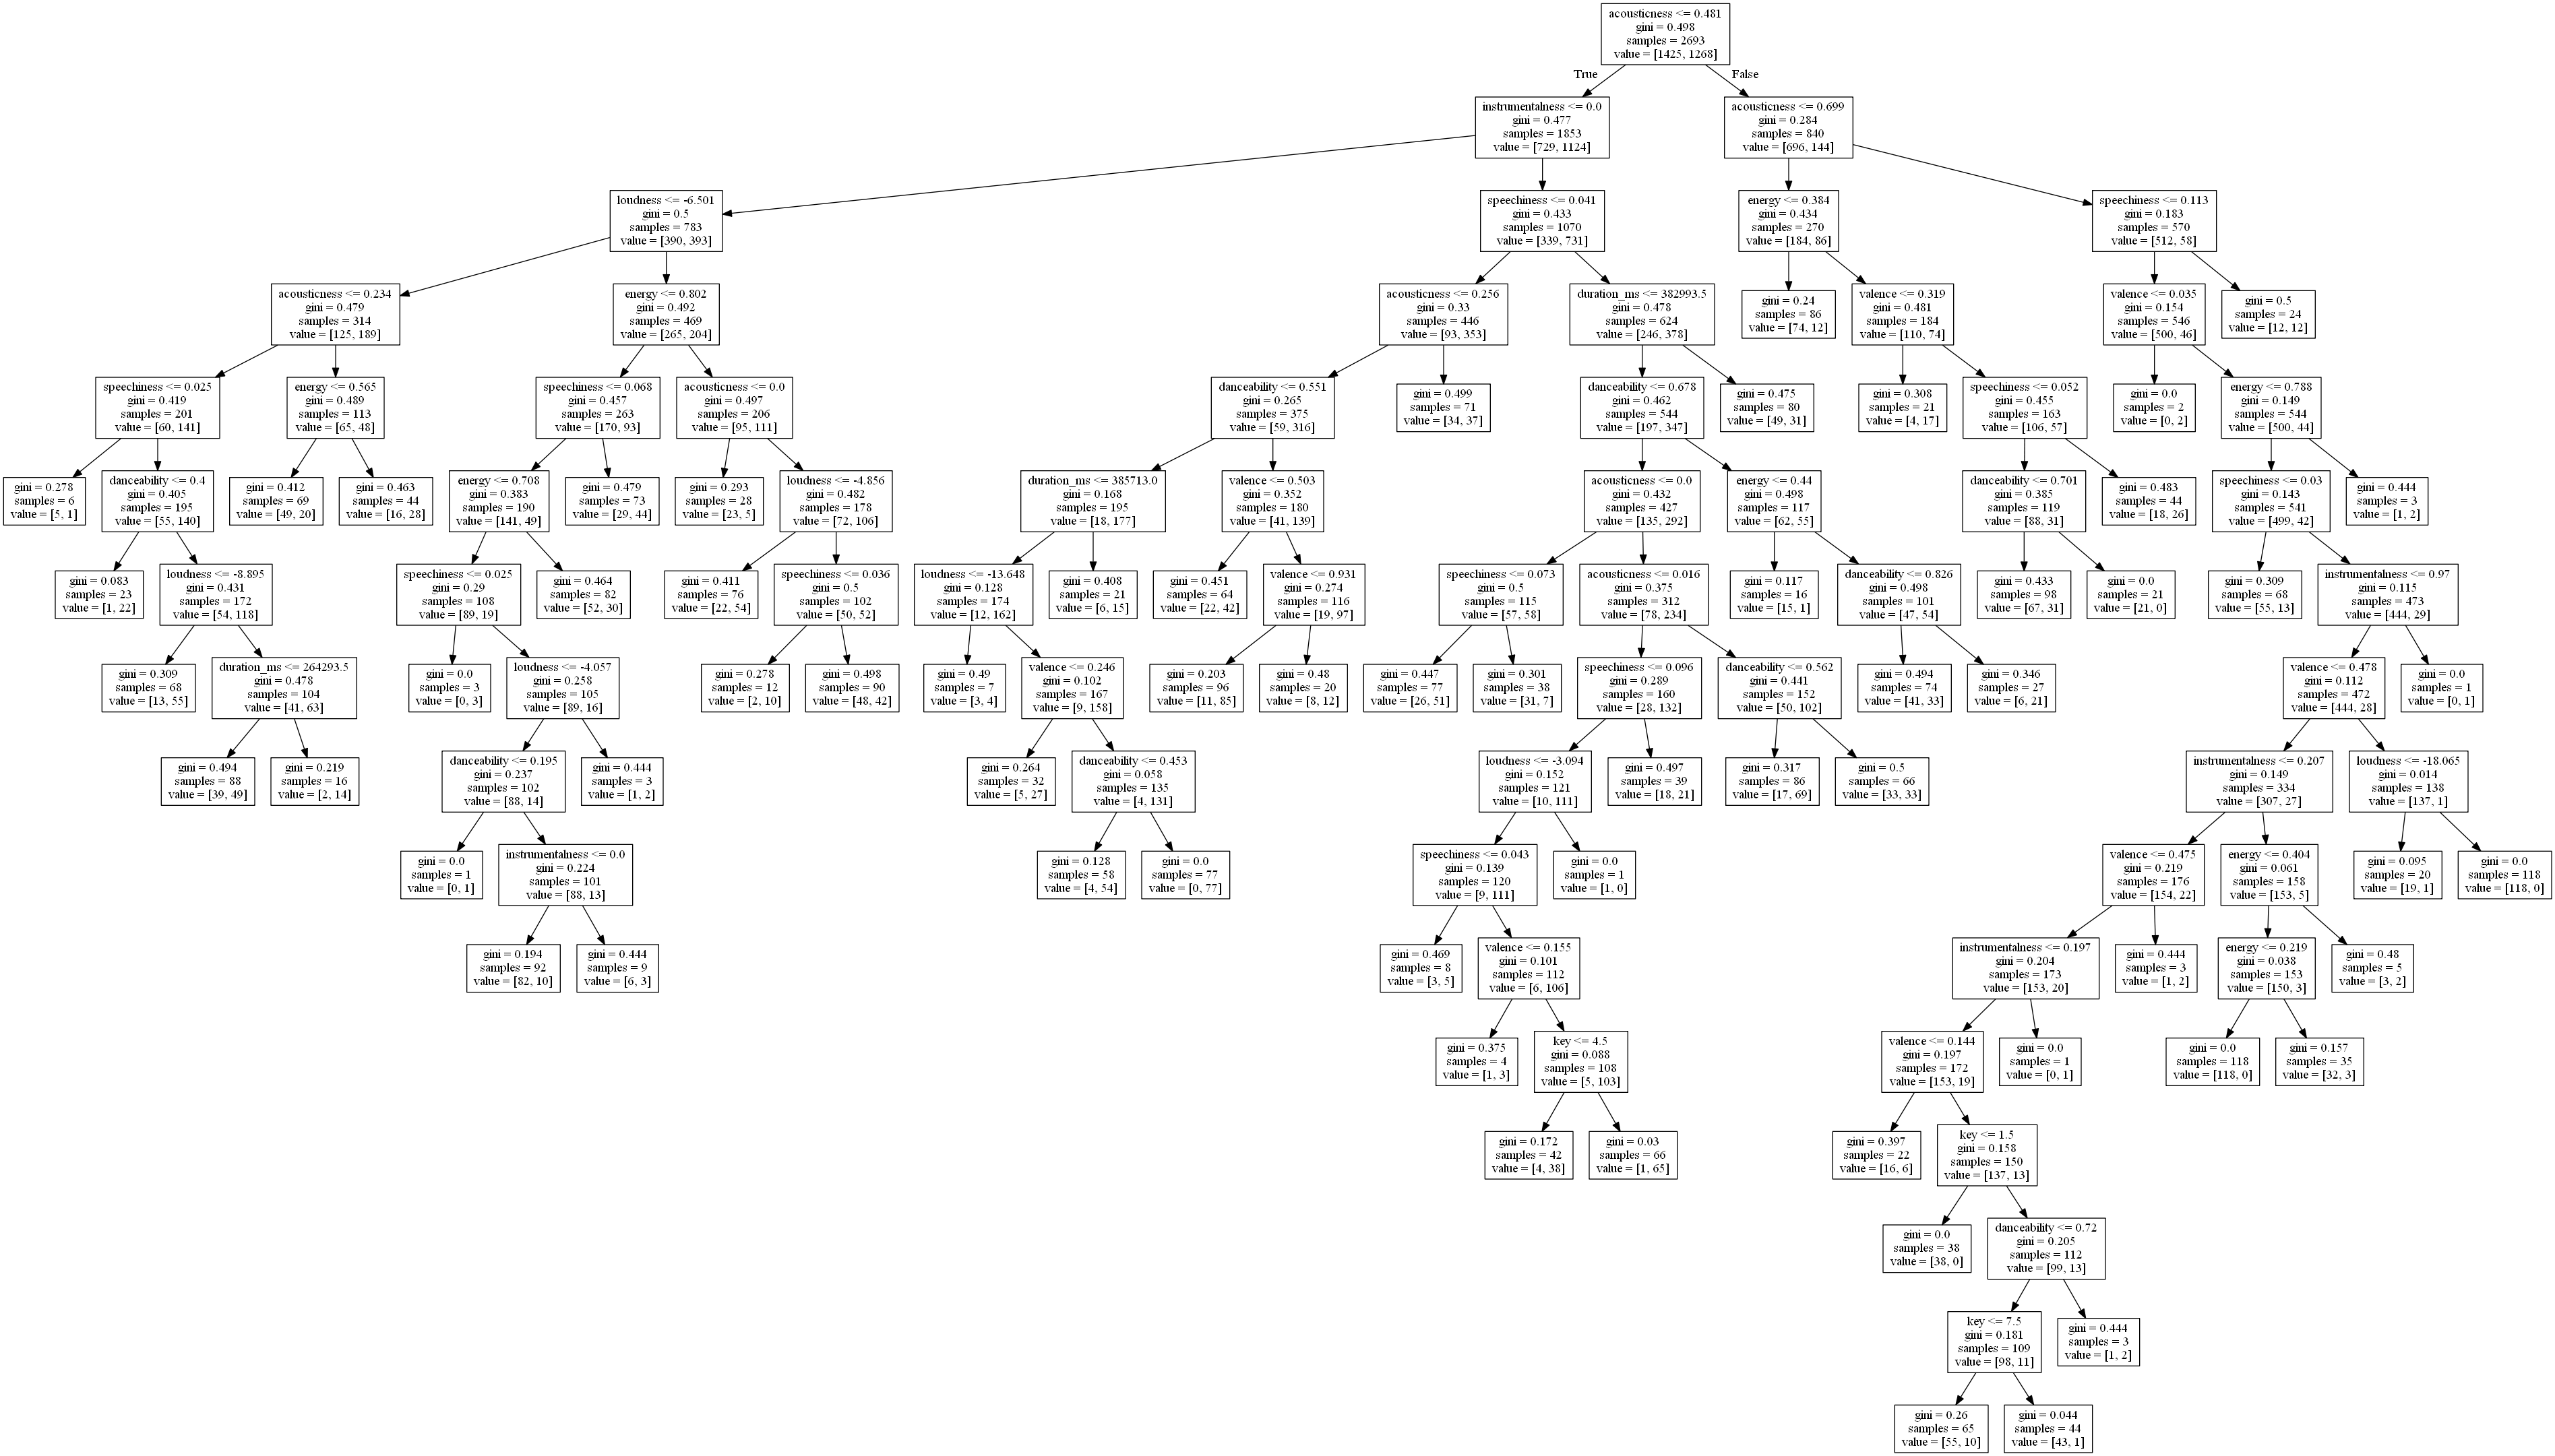 acousticness <= 0.481
gini = 0.498
samples = 2693
value = [1425, 1268]
True
False
instrumentalness <= 0.0
gini = 0.477
samples = 1853
value = [729, 1124]
acousticness <= 0.699
gini = 0.284
samples = 840
value = [696, 144]
loudness <= -6.501
gini = 0.5
samples = 783
value = [390, 393]
speechiness <= 0.041
gini = 0.433
samples = 1070
value = [339, 731]
energy <= 0.384
gini = 0.434
samples = 270
value = [184, 86]
speechiness <= 0.113
gini = 0.183
samples = 570
value = [512, 58]
acousticness <= 0.234
gini = 0.479
samples = 314
value = [125, 189]
energy <= 0.802
gini = 0.492
samples = 469
value = [265, 204]
acousticness <= 0.256
gini = 0.33
samples = 446
value = [93, 353]
duration_ms <= 382993.5
gini = 0.478
samples = 624
value = [246, 378]
gini = 0.24
samples = 86
value = [74, 12]
valence <= 0.319
gini = 0.481
samples = 184
value = [110, 74]
valence <= 0.035
gini = 0.154
samples = 546
value = [500, 46]
gini = 0.5
samples = 24
value = [12, 12]
speechiness <= 0.025
gini = 0.419
samples = 201
value = [60, 141]
energy <= 0.565
gini = 0.489
samples = 113
value = [65, 48]
speechiness <= 0.068
gini = 0.457
samples = 263
value = [170, 93]
acousticness <= 0.0
gini = 0.497
samples = 206
value = [95, 111]
danceability <= 0.551
gini = 0.265
samples = 375
value = [59, 316]
gini = 0.499
samples = 71
value = [34, 37]
danceability <= 0.678
gini = 0.462
samples = 544
value = [197, 347]
gini = 0.475
samples = 80
value = [49, 31]
gini = 0.308
samples = 21
value = [4, 17]
speechiness <= 0.052
gini = 0.455
samples = 163
value = [106, 57]
gini = 0.0
samples = 2
value = [0, 2]
energy <= 0.788
gini = 0.149
samples = 544
value = [500, 44]
gini = 0.278
samples = 6
value = [5, 1]
danceability <= 0.4
gini = 0.405
samples = 195
value = [55, 140]
gini = 0.412
samples = 69
value = [49, 20]
gini = 0.463
samples = 44
value = [16, 28]
energy <= 0.708
gini = 0.383
samples = 190
value = [141, 49]
gini = 0.479
samples = 73
value = [29, 44]
gini = 0.293
samples = 28
value = [23, 5]
loudness <= -4.856
gini = 0.482
samples = 178
value = [72, 106]
duration_ms <= 385713.0
gini = 0.168
samples = 195
value = [18, 177]
valence <= 0.503
gini = 0.352
samples = 180
value = [41, 139]
acousticness <= 0.0
gini = 0.432
samples = 427
value = [135, 292]
energy <= 0.44
gini = 0.498
samples = 117
value = [62, 55]
danceability <= 0.701
gini = 0.385
samples = 119
value = [88, 31]
gini = 0.483
samples = 44
value = [18, 26]
speechiness <= 0.03
gini = 0.143
samples = 541
value = [499, 42]
gini = 0.444
samples = 3
value = [1, 2]
gini = 0.083
samples = 23
value = [1, 22]
loudness <= -8.895
gini = 0.431
samples = 172
value = [54, 118]
speechiness <= 0.025
gini = 0.29
samples = 108
value = [89, 19]
gini = 0.464
samples = 82
value = [52, 30]
gini = 0.411
samples = 76
value = [22, 54]
speechiness <= 0.036
gini = 0.5
samples = 102
value = [50, 52]
loudness <= -13.648
gini = 0.128
samples = 174
value = [12, 162]
gini = 0.408
samples = 21
value = [6, 15]
gini = 0.451
samples = 64
value = [22, 42]
valence <= 0.931
gini = 0.274
samples = 116
value = [19, 97]
speechiness <= 0.073
gini = 0.5
samples = 115
value = [57, 58]
acousticness <= 0.016
gini = 0.375
samples = 312
value = [78, 234]
gini = 0.117
samples = 16
value = [15, 1]
danceability <= 0.826
gini = 0.498
samples = 101
value = [47, 54]
gini = 0.433
samples = 98
value = [67, 31]
gini = 0.0
samples = 21
value = [21, 0]
gini = 0.309
samples = 68
value = [55, 13]
instrumentalness <= 0.97
gini = 0.115
samples = 473
value = [444, 29]
gini = 0.309
samples = 68
value = [13, 55]
duration_ms <= 264293.5
gini = 0.478
samples = 104
value = [41, 63]
gini = 0.0
samples = 3
value = [0, 3]
loudness <= -4.057
gini = 0.258
samples = 105
value = [89, 16]
gini = 0.278
samples = 12
value = [2, 10]
gini = 0.498
samples = 90
value = [48, 42]
gini = 0.49
samples = 7
value = [3, 4]
valence <= 0.246
gini = 0.102
samples = 167
value = [9, 158]
gini = 0.203
samples = 96
value = [11, 85]
gini = 0.48
samples = 20
value = [8, 12]
gini = 0.447
samples = 77
value = [26, 51]
gini = 0.301
samples = 38
value = [31, 7]
speechiness <= 0.096
gini = 0.289
samples = 160
value = [28, 132]
danceability <= 0.562
gini = 0.441
samples = 152
value = [50, 102]
gini = 0.494
samples = 74
value = [41, 33]
gini = 0.346
samples = 27
value = [6, 21]
valence <= 0.478
gini = 0.112
samples = 472
value = [444, 28]
gini = 0.0
samples = 1
value = [0, 1]
gini = 0.494
samples = 88
value = [39, 49]
gini = 0.219
samples = 16
value = [2, 14]
danceability <= 0.195
gini = 0.237
samples = 102
value = [88, 14]
gini = 0.444
samples = 3
value = [1, 2]
gini = 0.264
samples = 32
value = [5, 27]
danceability <= 0.453
gini = 0.058
samples = 135
value = [4, 131]
loudness <= -3.094
gini = 0.152
samples = 121
value = [10, 111]
gini = 0.497
samples = 39
value = [18, 21]
gini = 0.317
samples = 86
value = [17, 69]
gini = 0.5
samples = 66
value = [33, 33]
instrumentalness <= 0.207
gini = 0.149
samples = 334
value = [307, 27]
loudness <= -18.065
gini = 0.014
samples = 138
value = [137, 1]
gini = 0.0
samples = 1
value = [0, 1]
instrumentalness <= 0.0
gini = 0.224
samples = 101
value = [88, 13]
gini = 0.128
samples = 58
value = [4, 54]
gini = 0.0
samples = 77
value = [0, 77]
speechiness <= 0.043
gini = 0.139
samples = 120
value = [9, 111]
gini = 0.0
samples = 1
value = [1, 0]
valence <= 0.475
gini = 0.219
samples = 176
value = [154, 22]
energy <= 0.404
gini = 0.061
samples = 158
value = [153, 5]
gini = 0.095
samples = 20
value = [19, 1]
gini = 0.0
samples = 118
value = [118, 0]
gini = 0.194
samples = 92
value = [82, 10]
gini = 0.444
samples = 9
value = [6, 3]
gini = 0.469
samples = 8
value = [3, 5]
valence <= 0.155
gini = 0.101
samples = 112
value = [6, 106]
instrumentalness <= 0.197
gini = 0.204
samples = 173
value = [153, 20]
gini = 0.444
samples = 3
value = [1, 2]
energy <= 0.219
gini = 0.038
samples = 153
value = [150, 3]
gini = 0.48
samples = 5
value = [3, 2]
gini = 0.375
samples = 4
value = [1, 3]
key <= 4.5
gini = 0.088
samples = 108
value = [5, 103]
valence <= 0.144
gini = 0.197
samples = 172
value = [153, 19]
gini = 0.0
samples = 1
value = [0, 1]
gini = 0.0
samples = 118
value = [118, 0]
gini = 0.157
samples = 35
value = [32, 3]
gini = 0.172
samples = 42
value = [4, 38]
gini = 0.03
samples = 66
value = [1, 65]
gini = 0.397
samples = 22
value = [16, 6]
key <= 1.5
gini = 0.158
samples = 150
value = [137, 13]
gini = 0.0
samples = 38
value = [38, 0]
danceability <= 0.72
gini = 0.205
samples = 112
value = [99, 13]
key <= 7.5
gini = 0.181
samples = 109
value = [98, 11]
gini = 0.444
samples = 3
value = [1, 2]
gini = 0.26
samples = 65
value = [55, 10]
gini = 0.044
samples = 44
value = [43, 1]